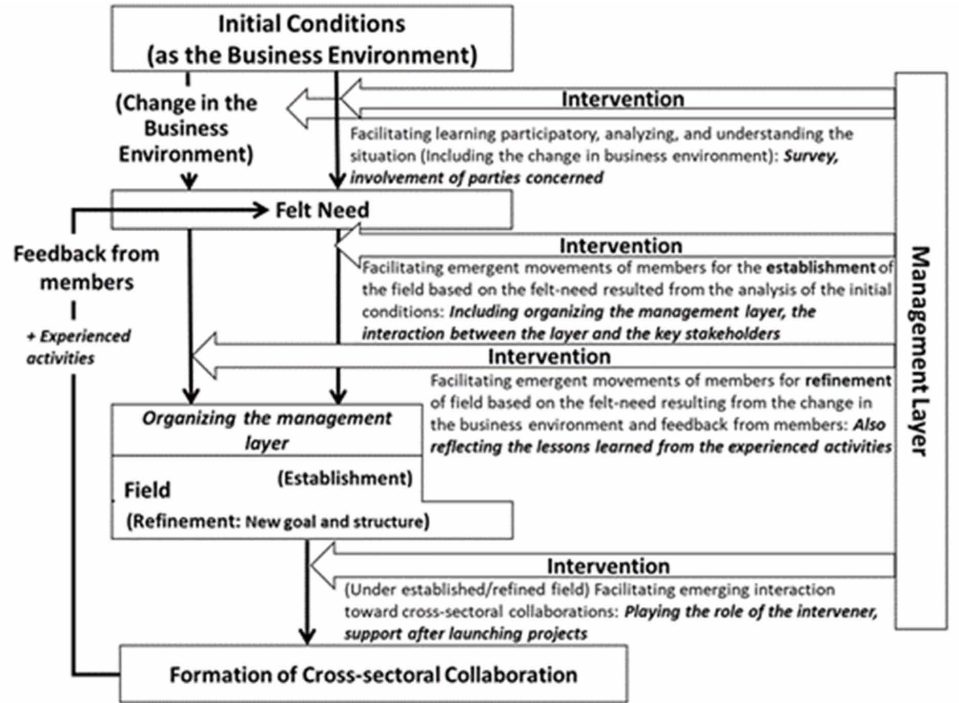 Initial Conditions
(as the Business Environment)
(Change in the
Business
Environment)
Intervention
Facilitating learning participatory, analyzing, and understanding the
situation (Including the change in business environment): Survey,
involvement of parties concerned
Felt Need
Feedback from
members
+ Experienced
activities
Intervention
Facilitating emergent movements of members for the establishment of
the field based on the felt-need resulted from the analysis of the initial
conditions: Including organizing the management layer, the
interaction between the layer and the key stakeholders
Intervention
Facilitating emergent movements of members for refinement
of field based on the felt-need resulting from the change in
the business environment and feedback from members: Also
reflecting the lessons learned from the experienced activities
Management Layer
Organizing the management
layer
(Establishment)
Field
(Refinement: New goal and structure)
Intervention
(Under established/refined field) Facilitating emerging interaction
toward cross-sectoral collaborations: Playing the role of the intervener,
support after launching projects
Formation of Cross-sectoral Collaboration